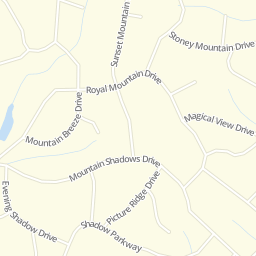 Sunset Mountain
Stoney Mountain Drive
Royal Mountain Drive
Magical View Drive
Mountain Breeze Drive
Mountain Shadows Drive
Picture Ridge Drive
Evening Shadow Drive
Shadow Parkway